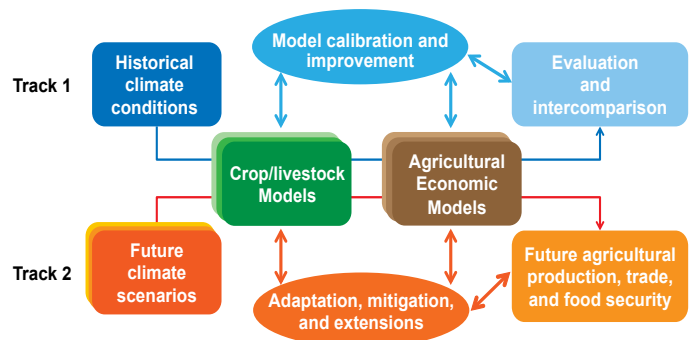 Track 1
Historical
climate
conditions
Model calibration and
improvement
Evaluation
and
intercomparison
Crop/livestock
Models
Agricultural
Economic
Models
Track 2
Future
climate
scenarios
Adaptation, mitigation,
and extensions
Future agricultural
production, trade,
and food security